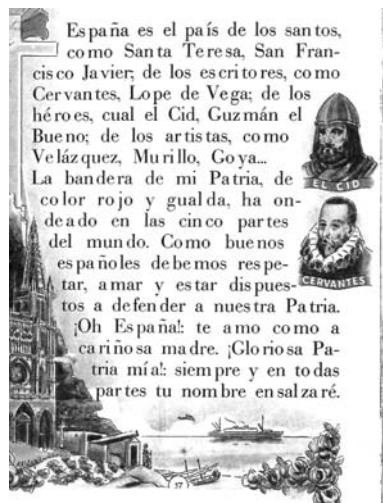 España es el país de los santos,
como Santa Teresa, San Fran-
cisco Javier; de los escritores, como
Cervantes, Lope de Vega; de los
héroes, cual el Cid, Guzmán el
Bueno; de los artistas, como
Velázquez, Murillo, Goya...
La bandera de mi Patria, de
color rojo y gualda, ha on-
deado en las cinco partes
del mundo. Como buenos
españoles debemos respe-
tar, amar y estar dispues-
tos a defender a nuestra Patria.
¡Oh España!: te amo como a
cariñosa madre. ¡Gloriosa Pa-
tria mía!: siempre y en todas
partes tu nombre ensalzaré.
EL CID
CERVANTES
37